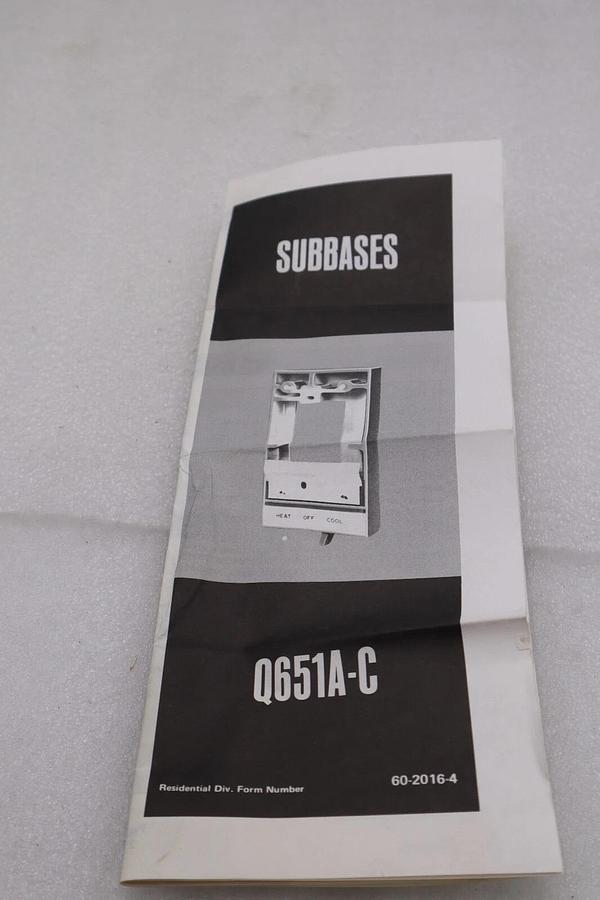 SUBBASES
HEAT OFF COOL
Q651A-C
Residential Div. Form Number 60-2016-4